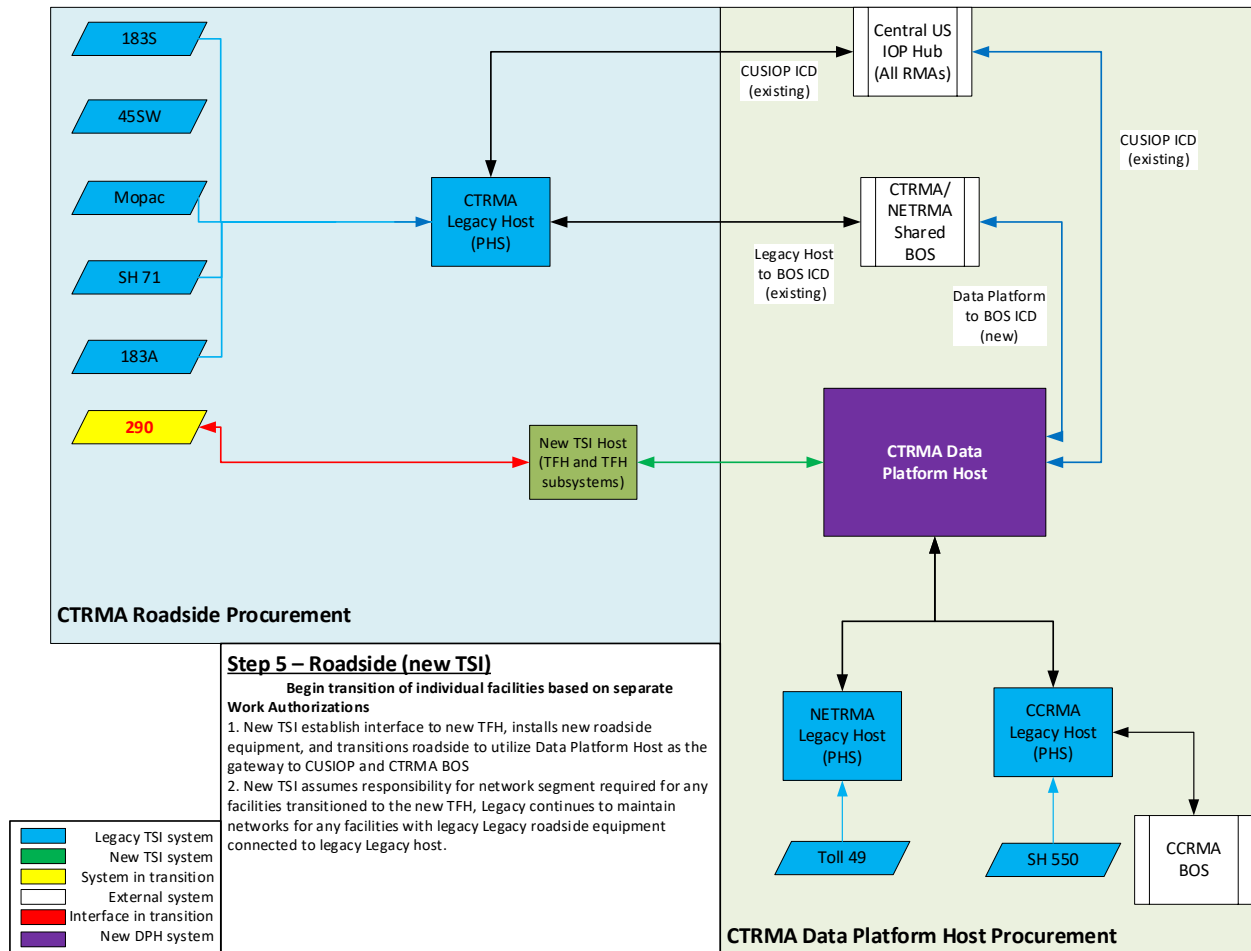 183S
45SW
Mopac
SH 71
183A
290
CTRMA
Legacy Host
(PHS)
New TSI Host
(TFH and TFH
subsystems)
CUSIOP ICD
(existing)
Legacy Host
to BOS ICD
(existing)
Central US
IOP Hub
(All RMAs)
CUSIOP ICD
(existing)
CTRMA/
NETRMA
Shared
BOS
Data Platform
to BOS ICD
(new)
CTRMA Data
Platform Host
CTRMA Roadside Procurement
NETRMA
Legacy Host
(PHS)
CCRMA
Legacy Host
(PHS)
Toll 49
SH 550
CCRMA
BOS
CTRMA Data Platform Host Procurement
Step 5 – Roadside (new TSI)
Begin transition of individual facilities based on separate
Work Authorizations
1. New TSI establish interface to new TFH, installs new roadside
equipment, and transitions roadside to utilize Data Platform Host as the
gateway to CUSIOP and CTRMA BOS
2. New TSI assumes responsibility for network segment required for any
facilities transitioned to the new TFH, Legacy continues to maintain
networks for any facilities with legacy Legacy roadside equipment
connected to legacy Legacy host.
Legacy TSI system
New TSI system
System in transition
External system
Interface in transition
New DPH system